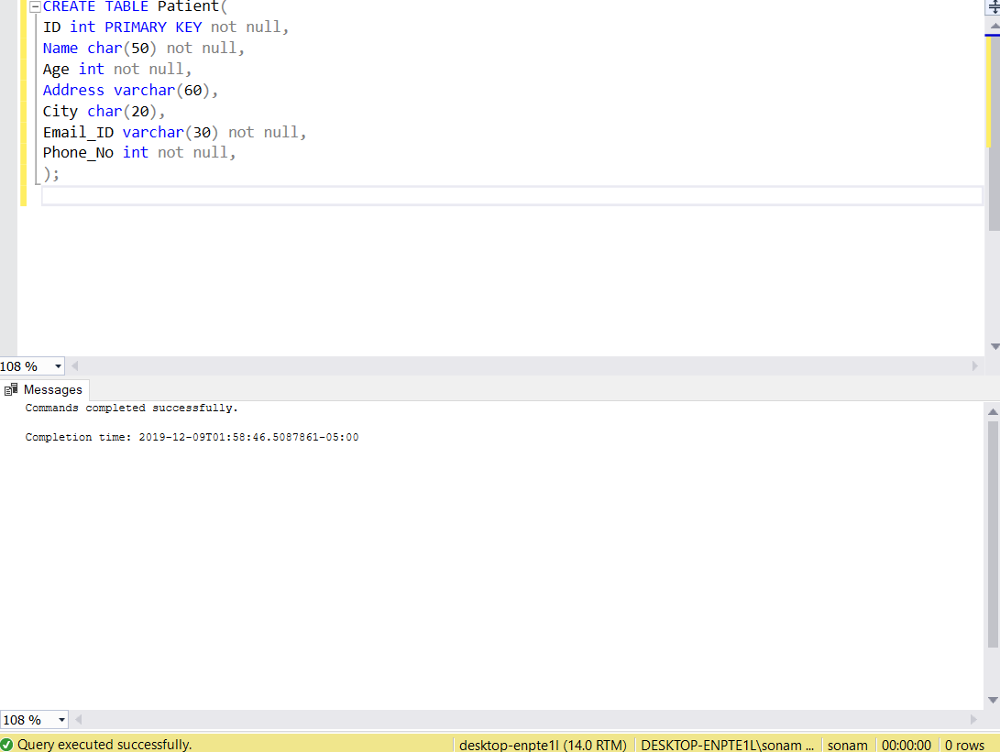 CREATE TABLE Patient(
ID int PRIMARY KEY not null,
Name char(50) not null,
Age int not null,
Address varchar(60),
City char(20),
Email_ID varchar(30) not null,
Phone_No int not null,
);
108 %
Messages
Commands completed successfully.
Completion time: 2019-12-09T01:58:46.5087861-05:00
108 %
Query executed successfully. desktop-enpte1l (14.0 RTM) DESKTOP-ENPTE1L\sonam ... sonam 00:00:00 0 rows